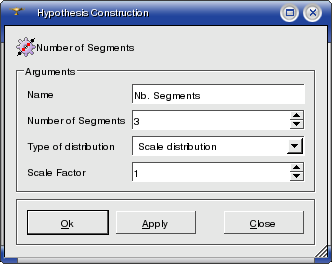 Hypothesis Construction
Number of Segments
Arguments
Name Nb. Segments
Number of Segments 3
Type of distribution Scale distribution
Scale Factor 1
Ok Apply Close